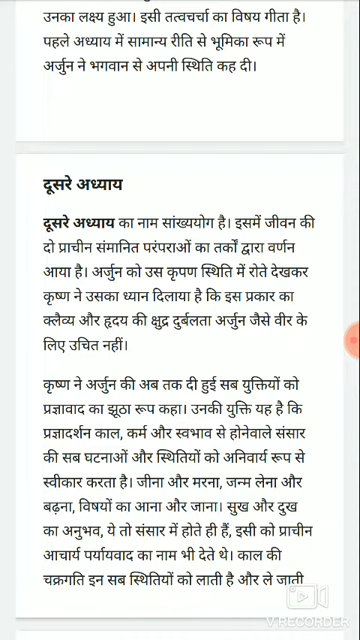 उनका लक्ष्य हुआ। इसी तत्वचर्चा का विषय गीता है।
पहले अध्याय में सामान्य रीति से भूमिका रूप में
अर्जुन ने भगवान से अपनी स्थिति कह दी।
दूसरे अध्याय
दूसरे अध्याय का नाम सांख्ययोग है। इसमें जीवन की
दो प्राचीन संमानित परंपराओं का तर्कों द्वारा वर्णन
आया है। अर्जुन को उस कृपण स्थिति में रोते देखकर
कृष्ण ने उसका ध्यान दिलाया है कि इस प्रकार का
क्लैव्य और हृदय की क्षुद्र दुर्बलता अर्जुन जैसे वीर के
लिए उचित नहीं।
कृष्ण ने अर्जुन की अब तक दी हुई सब युक्तियों को
प्रज्ञावाद का झूठा रूप कहा। उनकी युक्ति यह है कि
प्रज्ञादर्शन काल, कर्म और स्वभाव से होनेवाले संसार
की सब घटनाओं और स्थितियों को अनिवार्य रूप से
स्वीकार करता है। जीना और मरना, जन्म लेना और
बढ़ना, विषयों का आना और जाना। सुख और दुख
का अनुभव, ये तो संसार में होते ही हैं, इसी को प्राचीन
आचार्य पर्यायवाद का नाम भी देते थे। काल की
चक्रगति इन सब स्थितियों को लाती है और ले जाती
VRECORDER